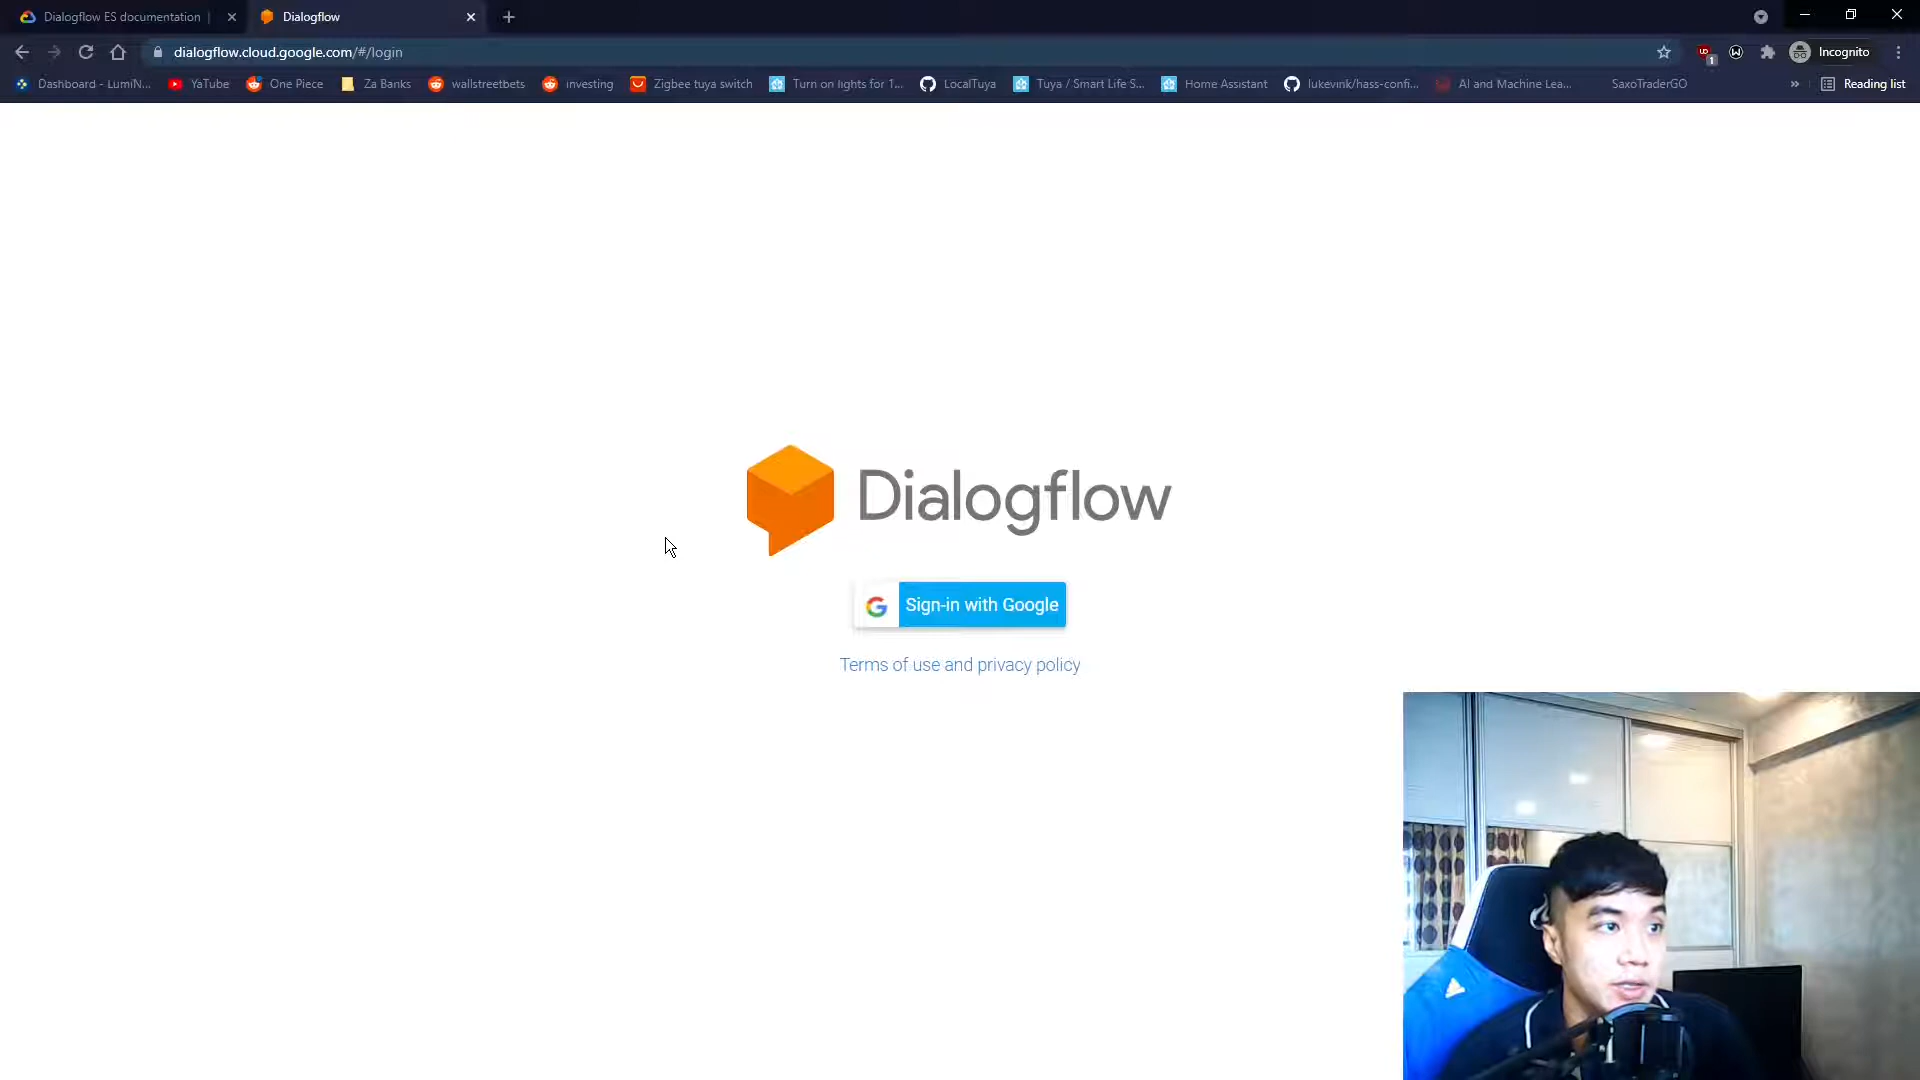 Dialogflow ES documentation |
Dialogflow
dialogflow.cloud.google.com/#/login
Incognito
Dashboard - LumiN...
YaTube
One Piece
Za Banks
wallstreetbets
investing
Zigbee tuya switch
Turn on lights for 1...
LocalTuya
Tuya / Smart Life S...
Home Assistant
lukevink/hass-confi...
AI and Machine Lea...
SaxoTraderGO
»
Reading list
Dialogflow
G Sign-in with Google
Terms of use and privacy policy